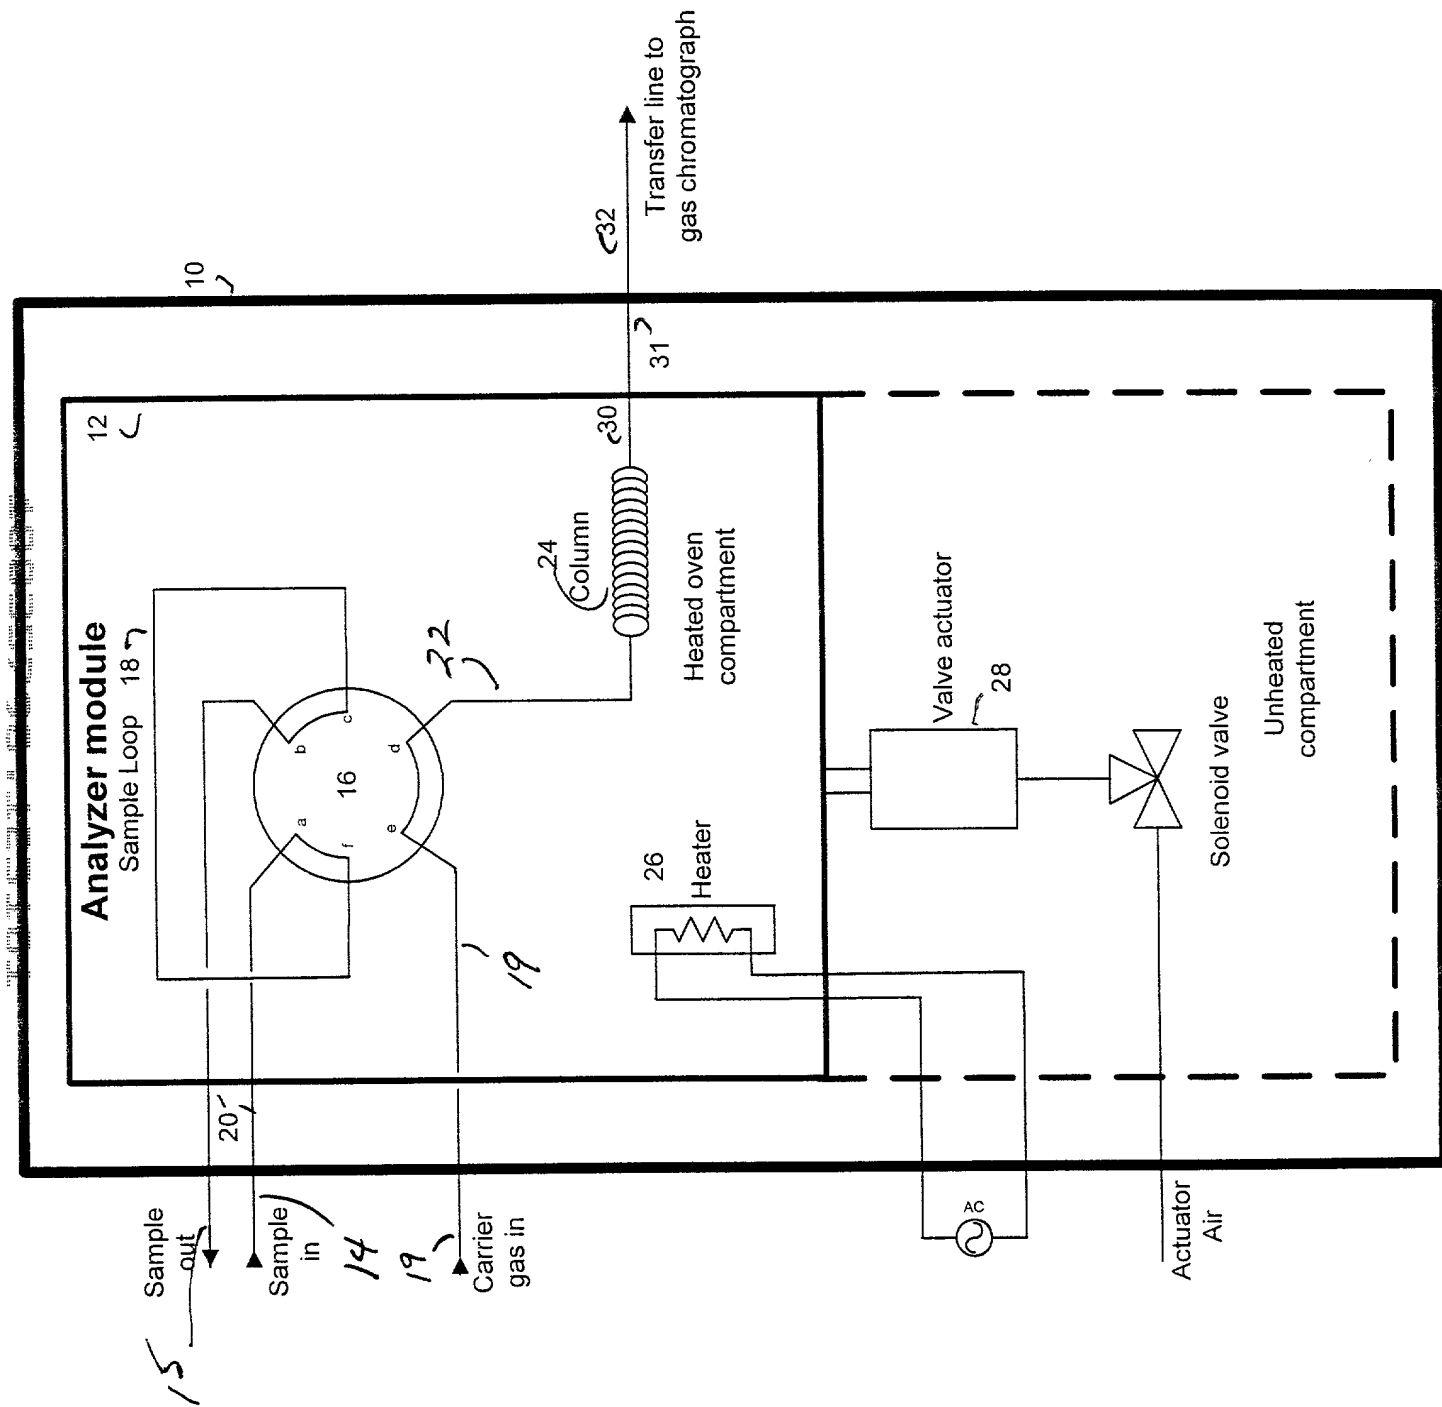 Analyzer module
Sample Loop 18
12
10
Sample
out
15
20
Sample
in
14
19
Carrier
gas in
19
a
b
c
d
e
f
16
22
24
Column
30
31
32
Transfer line to
gas chromatograph
Heated oven
compartment
26
Heater
Valve actuator
28
Solenoid valve
Unheated
compartment
AC
Actuator
Air